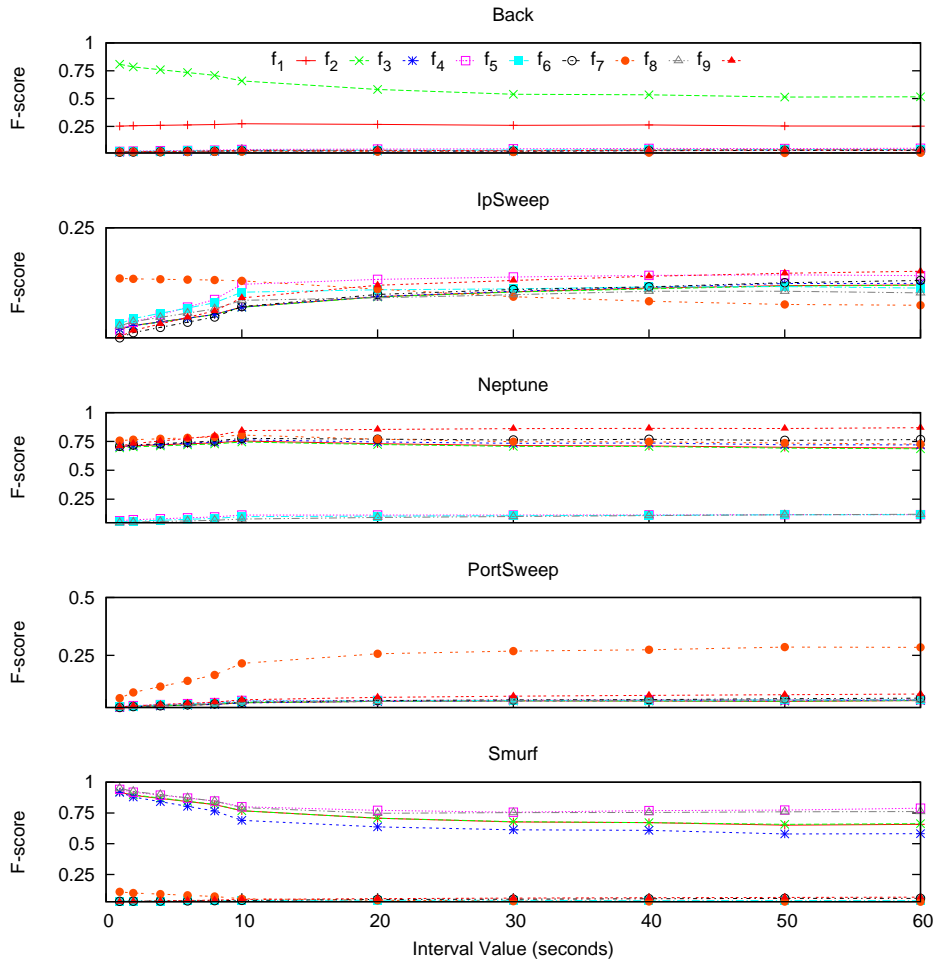 Back
1
f1 f2 f3 f4 f5 f6 f7 f8 f9
0.75
0.5
0.25
F-score
IpSweep
0.25
F-score
Neptune
1
0.75
0.5
0.25
F-score
PortSweep
0.5
0.25
F-score
Smurf
1
0.75
0.5
0.25
F-score
0 10 20 30 40 50 60
Interval Value (seconds)